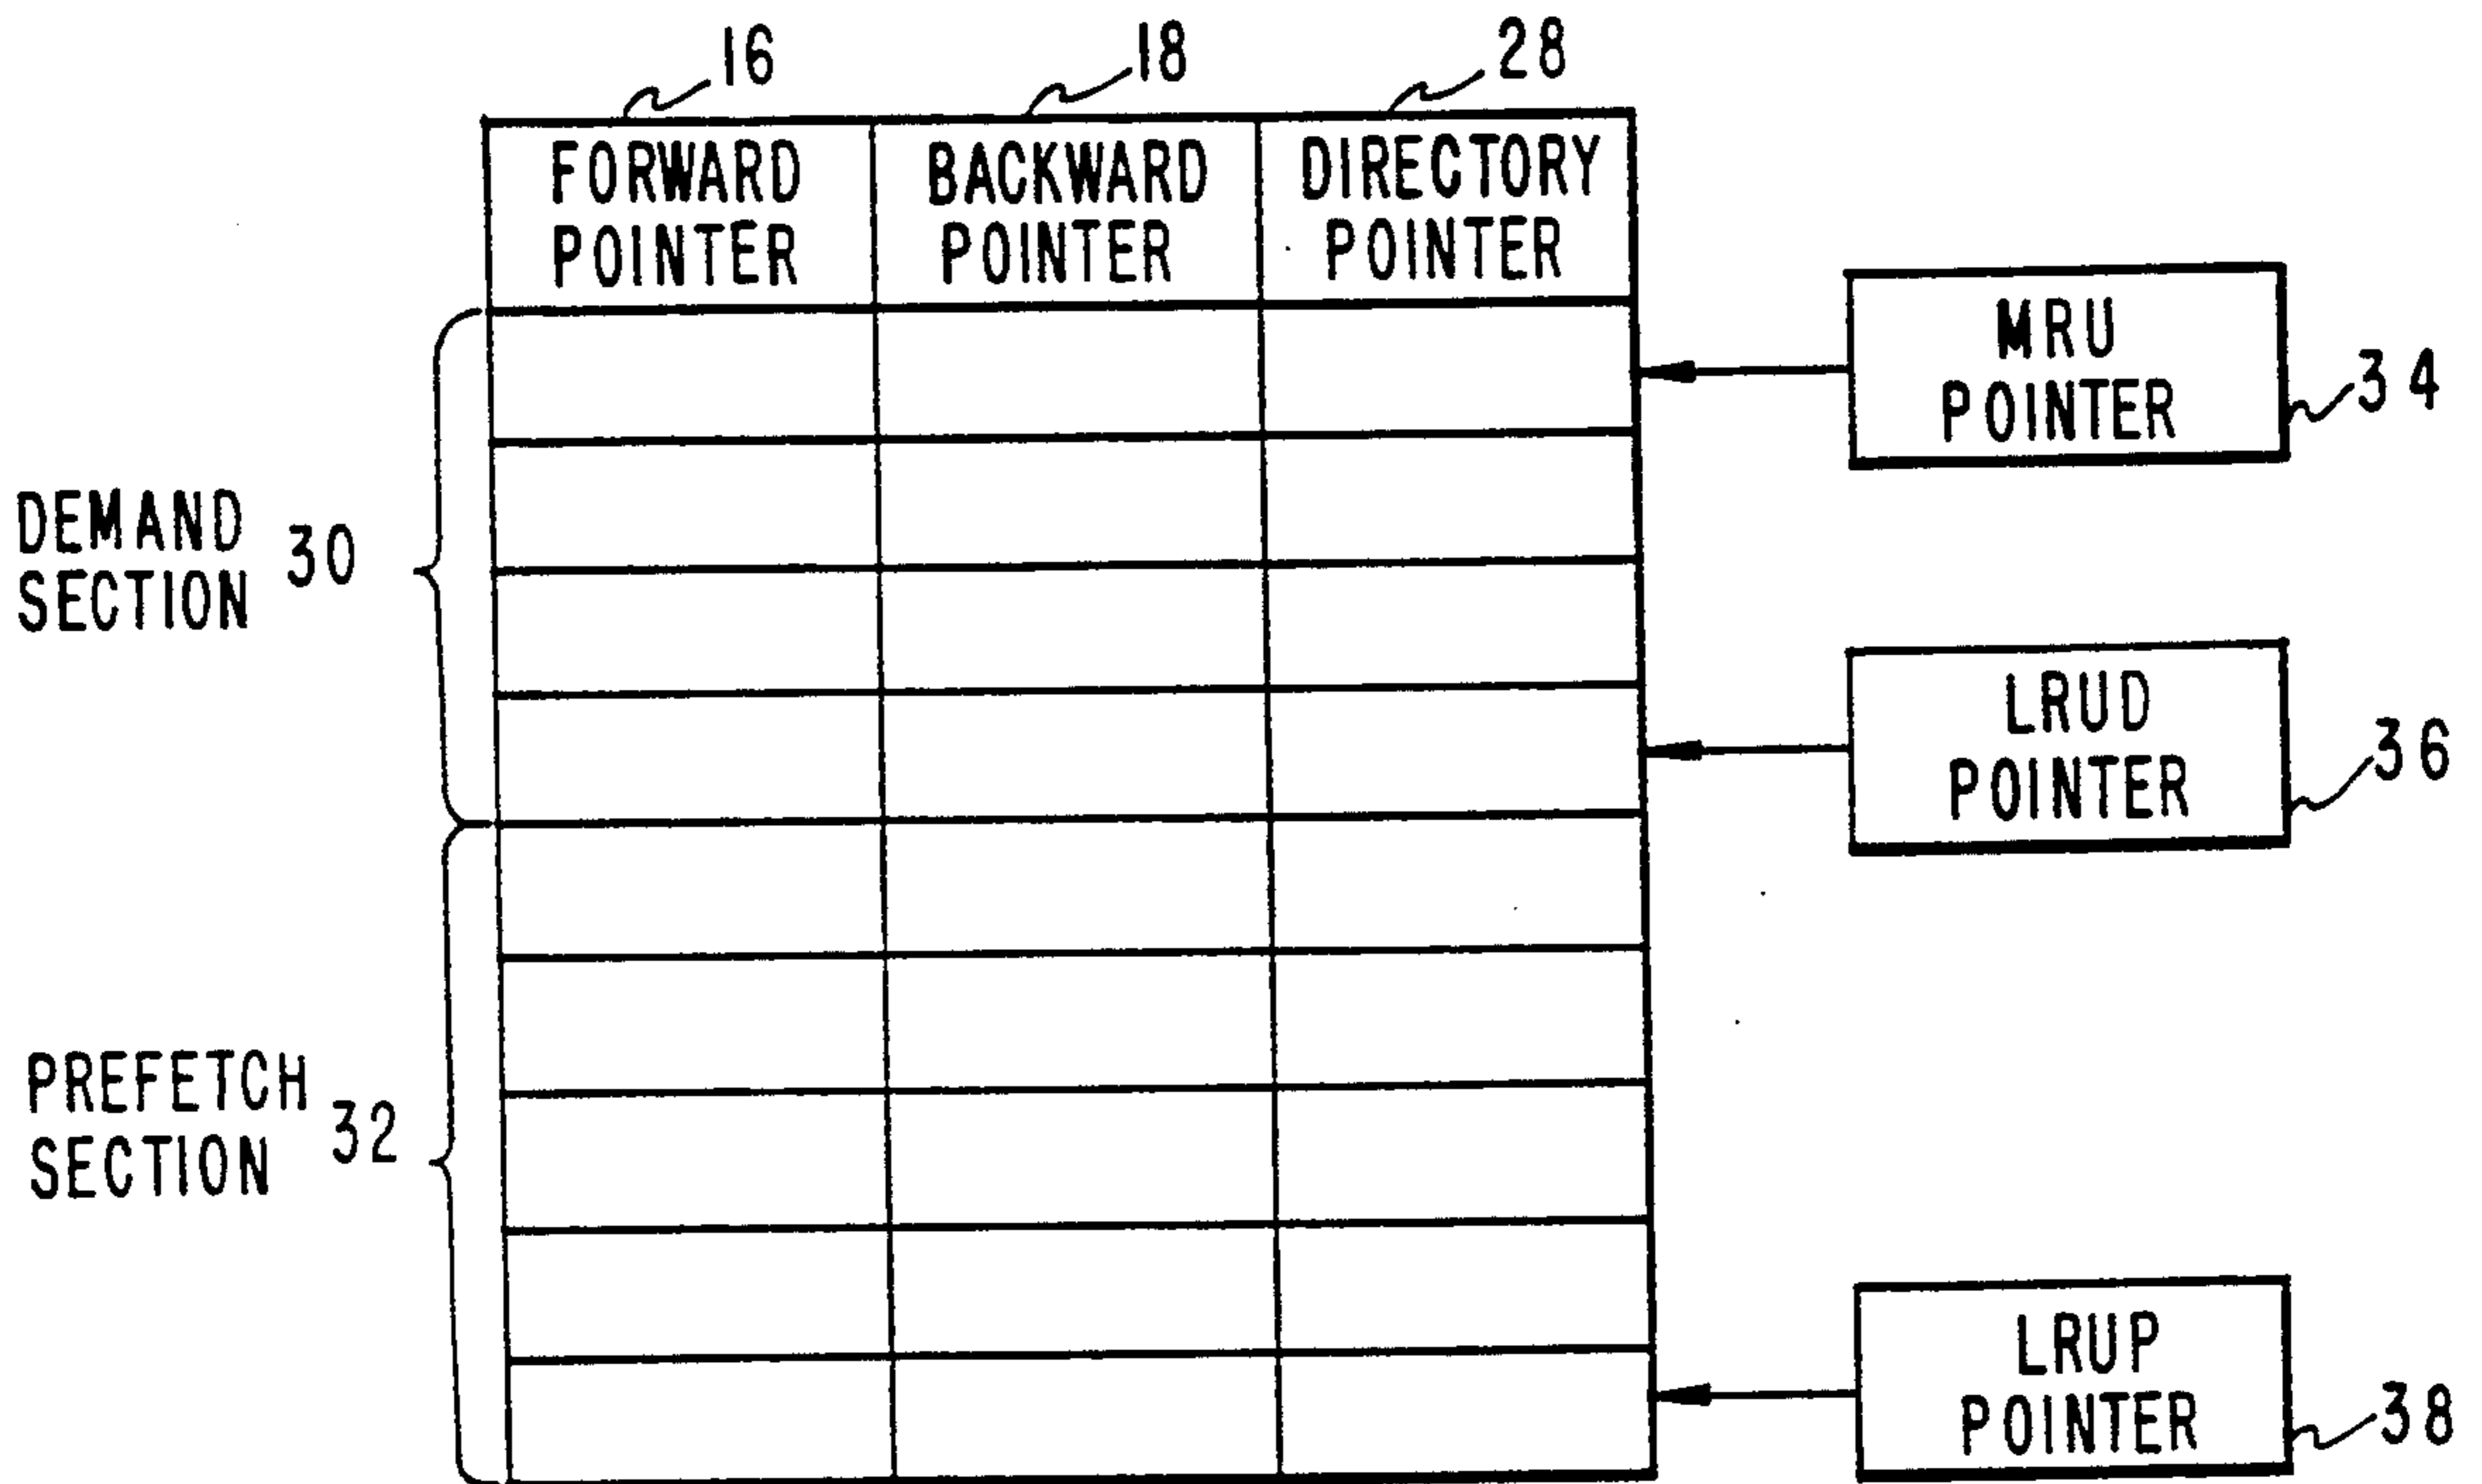 16
18
28
FORWARD
POINTER
BACKWARD
POINTER
DIRECTORY
POINTER
MRU
POINTER
34
DEMAND
SECTION
30
LRUD
POINTER
36
PREFETCH
SECTION
32
LRUP
POINTER
38